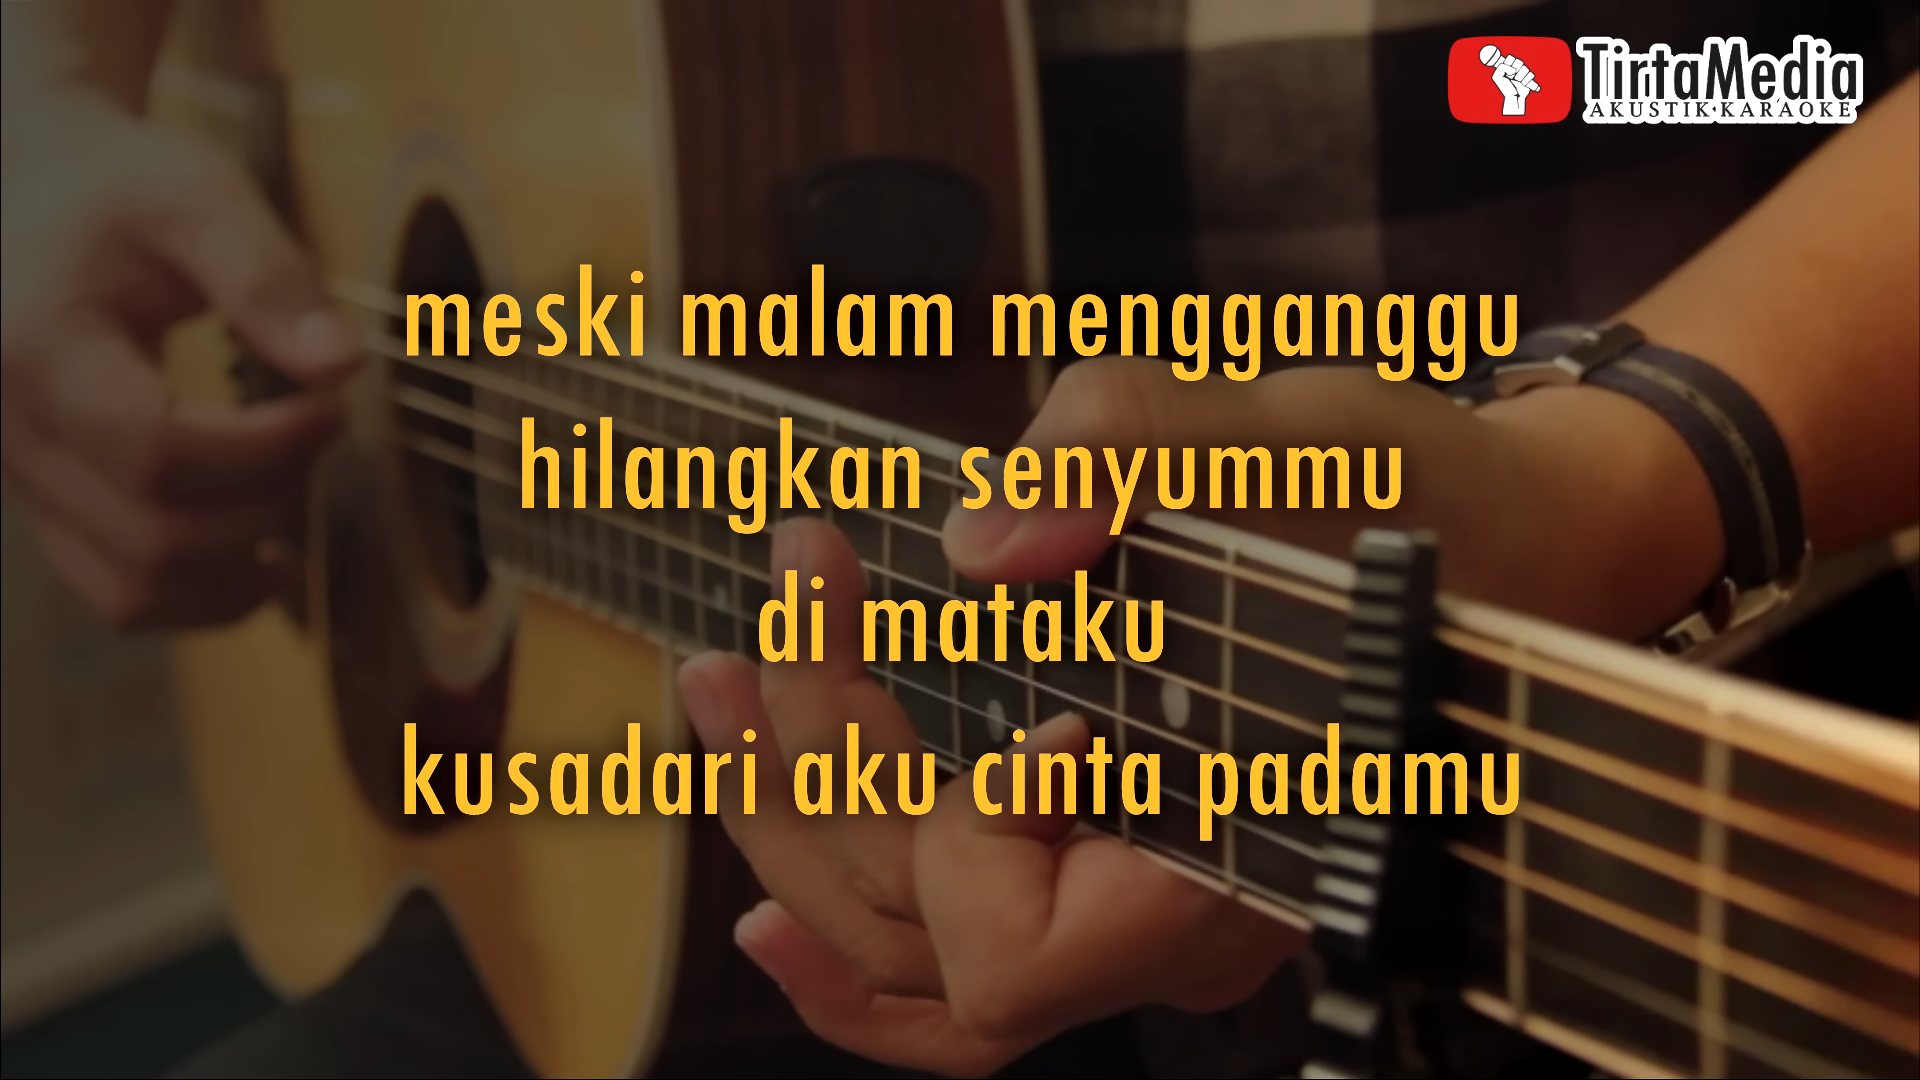 TirtaMedia
AKUSTIK KARAOKE
meski malam mengganggu
hilangkan senyummu
di mataku
kusadari aku cinta padamu